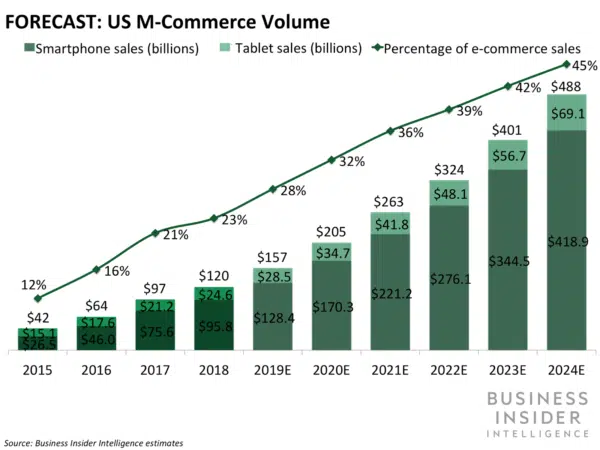 FORECAST: US M-Commerce Volume
Smartphone sales (billions) Tablet sales (billions) Percentage of e-commerce sales
45%
42%
39%
36%
32%
28%
23%
21%
16%
12%
$42 $64 $97 $120 $157 $205 $263 $324 $401 $488
$15.1 $17.6 $21.2 $24.6 $28.5 $34.7 $41.8 $48.1 $56.7 $69.1
$26.5 $46.0 $75.6 $95.8 $128.4 $170.3 $221.2 $276.1 $344.5 $418.9
2015 2016 2017 2018 2019E 2020E 2021E 2022E 2023E 2024E
BUSINESS
INSIDER
INTELLIGENCE
Source: Business Insider Intelligence estimates